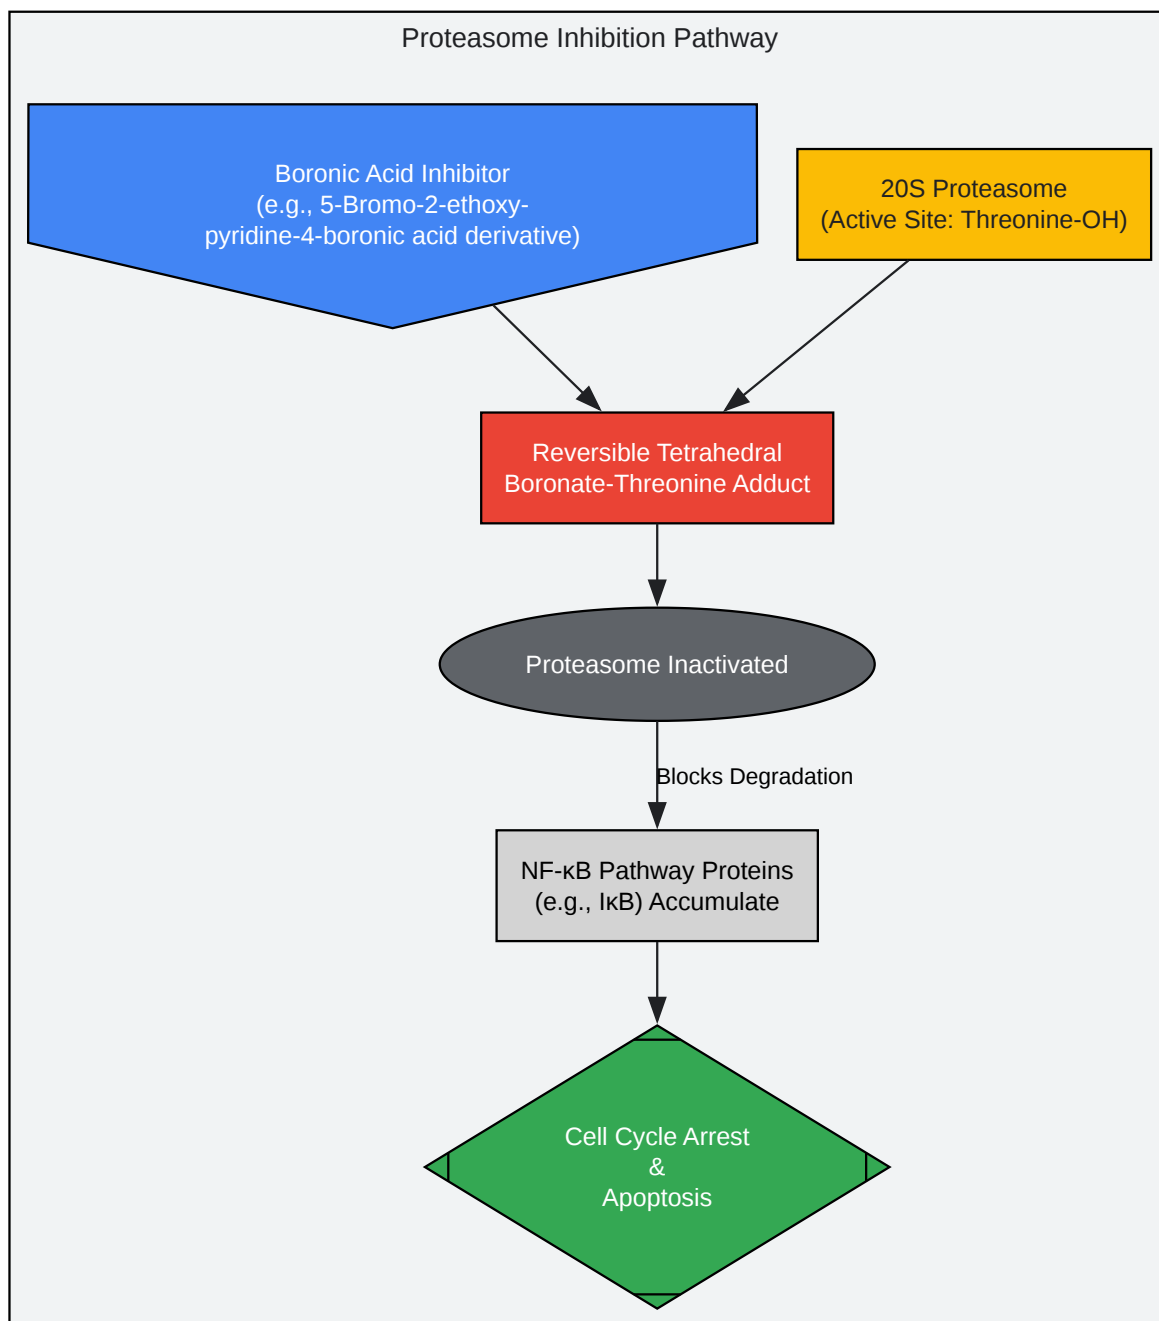 Proteasome Inhibition Pathway
Boronic Acid Inhibitor
(e.g., 5-Bromo-2-ethoxy-
pyridine-4-boronic acid derivative)
20S Proteasome
(Active Site: Threonine-OH)
Reversible Tetrahedral
Boronate-Threonine Adduct
Proteasome Inactivated
Blocks Degradation
NF-κB Pathway Proteins
(e.g., IκB) Accumulate
Cell Cycle Arrest
&
Apoptosis